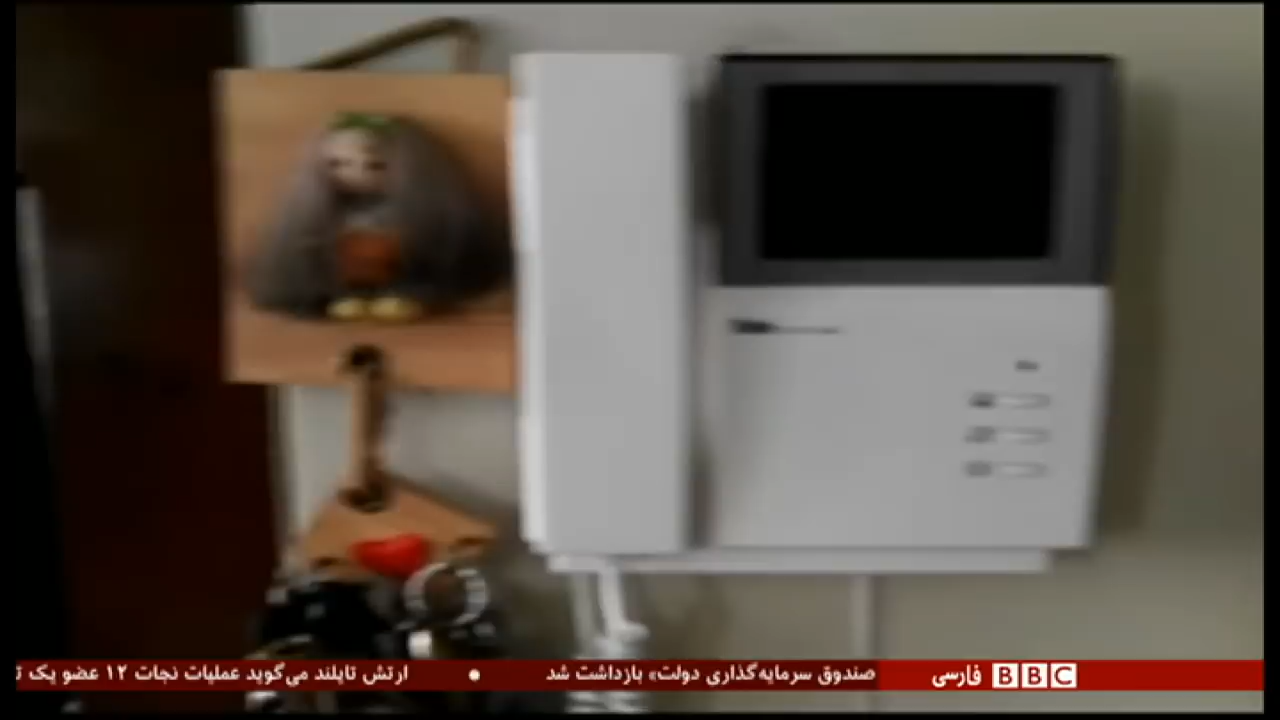 BBC فارسی صندوق سرمایه‌گذاری دولت» بازداشت شد • ارتش تایلند می‌گوید عملیات نجات ۱۲ عضو یک ت